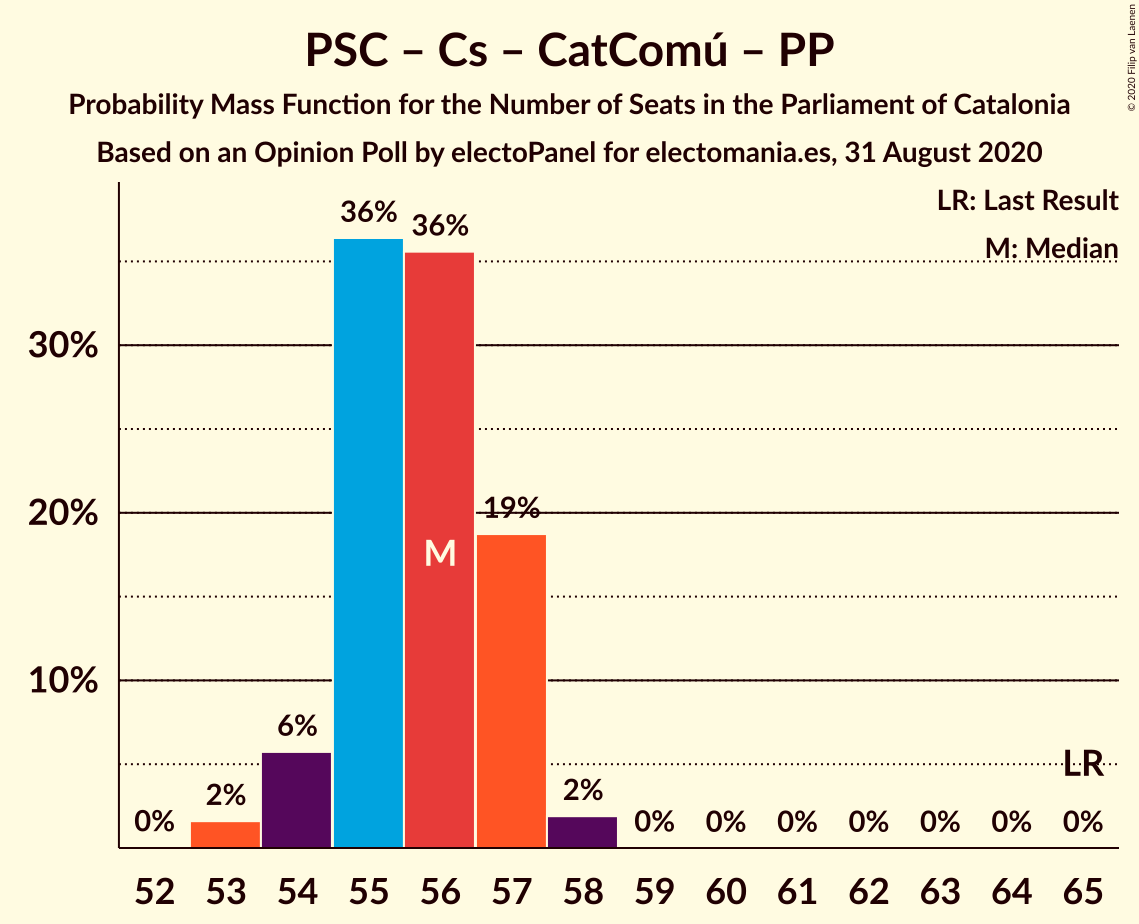 PSC – Cs – CatComú – PP
Probability Mass Function for the Number of Seats in the Parliament of Catalonia
Based on an Opinion Poll by electoPanel for electomania.es, 31 August 2020
© 2020 Filip van Laenen
LR: Last Result
M: Median
36%
36%
30%
20%
19%
M
10%
6%
LR
2%
2%
0%
0%
0%
0%
0%
0%
0%
0%
52 53 54 55 56 57 58 59 60 61 62 63 64 65